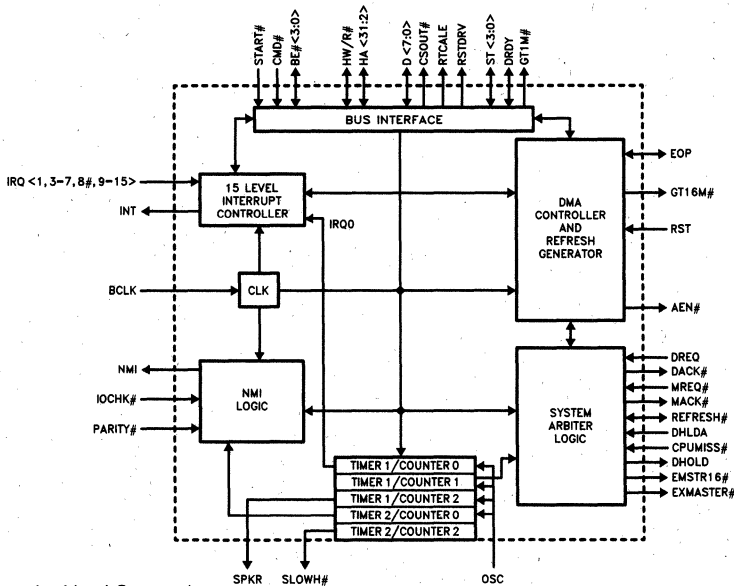 START#
CMD#
BE# <3:0>
HW/R#
HA <31:2>
D <7:0>
CSOUT#
RTCALE
RSTDRV
ST <3:0>
DRDY
GT1M#
BUS INTERFACE
IRQ <1,3-7,8#,9-15>
INT
15 LEVEL
INTERRUPT
CONTROLLER
IRQ0
DMA
CONTROLLER
AND
REFRESH
GENERATOR
EOP
GT16M#
RST
AEN#
BCLK
CLK
NMI
IOCHK#
PARITY#
NMI
LOGIC
SYSTEM
ARBITER
LOGIC
DREQ
DACK#
MREQ#
MACK#
REFRESH#
DHLDA
CPUMISS#
DHOLD
EMSTR16#
EXMASTER#
TIMER 1/COUNTER 0
TIMER 1/COUNTER 1
TIMER 1/COUNTER 2
TIMER 2/COUNTER 0
TIMER 2/COUNTER 2
SPKR
SLOWH#
OSC